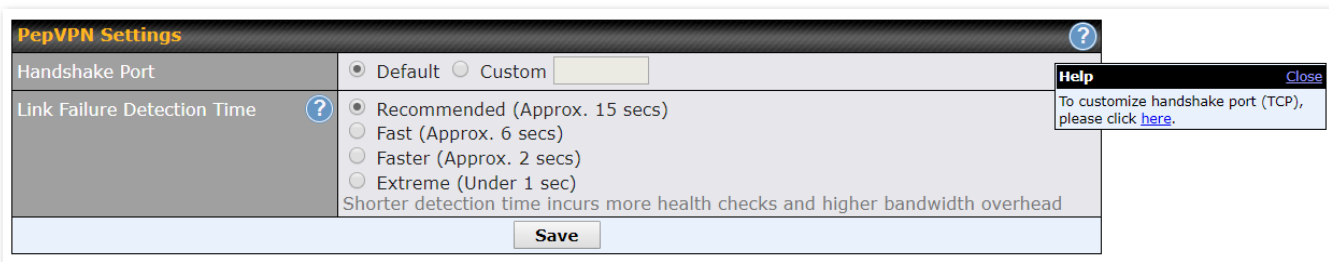 PepVPN Settings ?
Handshake Port Default Custom
Help Close
To customize handshake port (TCP),
please click here.
Link Failure Detection Time ? Recommended (Approx. 15 secs)
Fast (Approx. 6 secs)
Faster (Approx. 2 secs)
Extreme (Under 1 sec)
Shorter detection time incurs more health checks and higher bandwidth overhead
Save